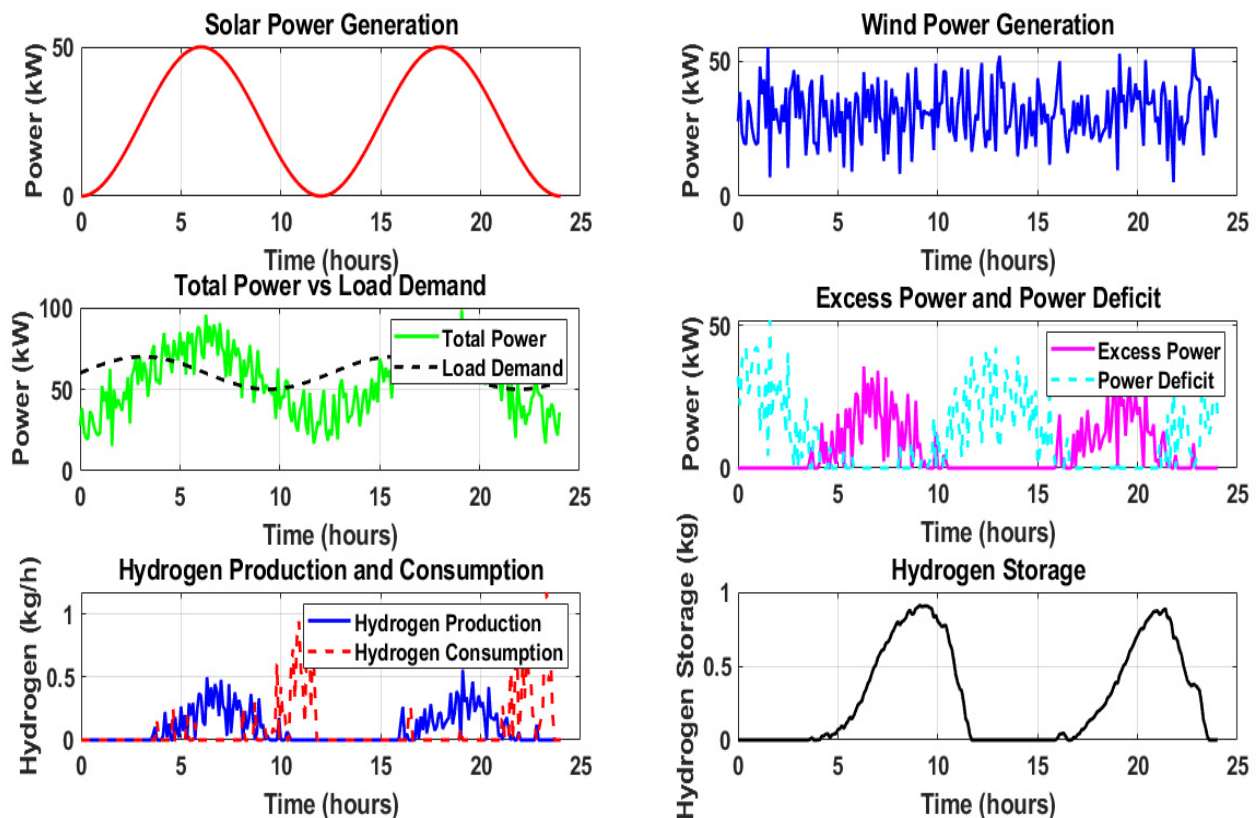 Solar Power Generation
Power (kW)
50
0
0 5 10 15 20 25
Time (hours)
Wind Power Generation
Power (kW)
50
0
0 5 10 15 20 25
Time (hours)
Total Power vs Load Demand
Power (kW)
100
50
0
Total Power
Load Demand
0 5 10 15 20 25
Time (hours)
Excess Power and Power Deficit
Power (kW)
50
0
Excess Power
Power Deficit
0 5 10 15 20 25
Time (hours)
Hydrogen Production and Consumption
Hydrogen (kg/h)
1
0.5
0
Hydrogen Production
Hydrogen Consumption
0 5 10 15 20 25
Time (hours)
Hydrogen Storage
Hydrogen Storage (kg)
1
0.5
0
0 5 10 15 20 25
Time (hours)